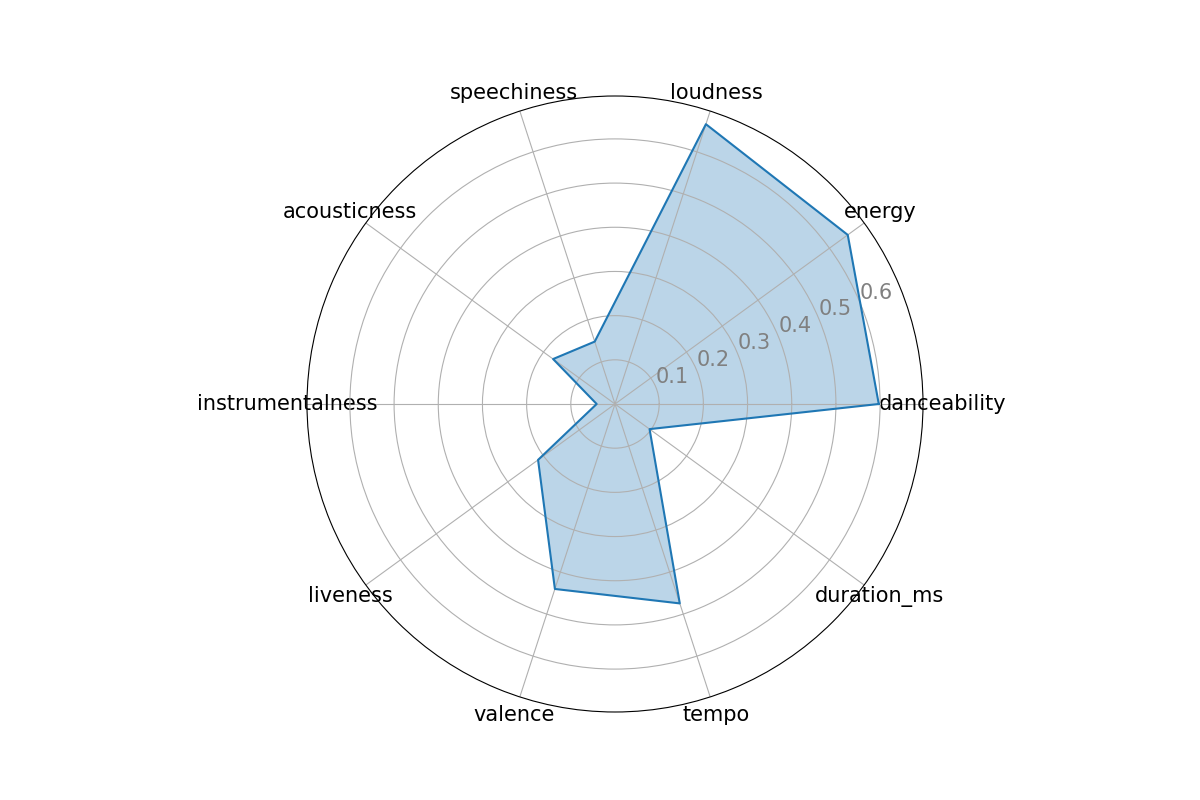 speechiness
loudness
acousticness
energy
0.6
0.5
0.4
0.3
0.2
0.1
instrumentalness
danceability
liveness
duration_ms
valence
tempo